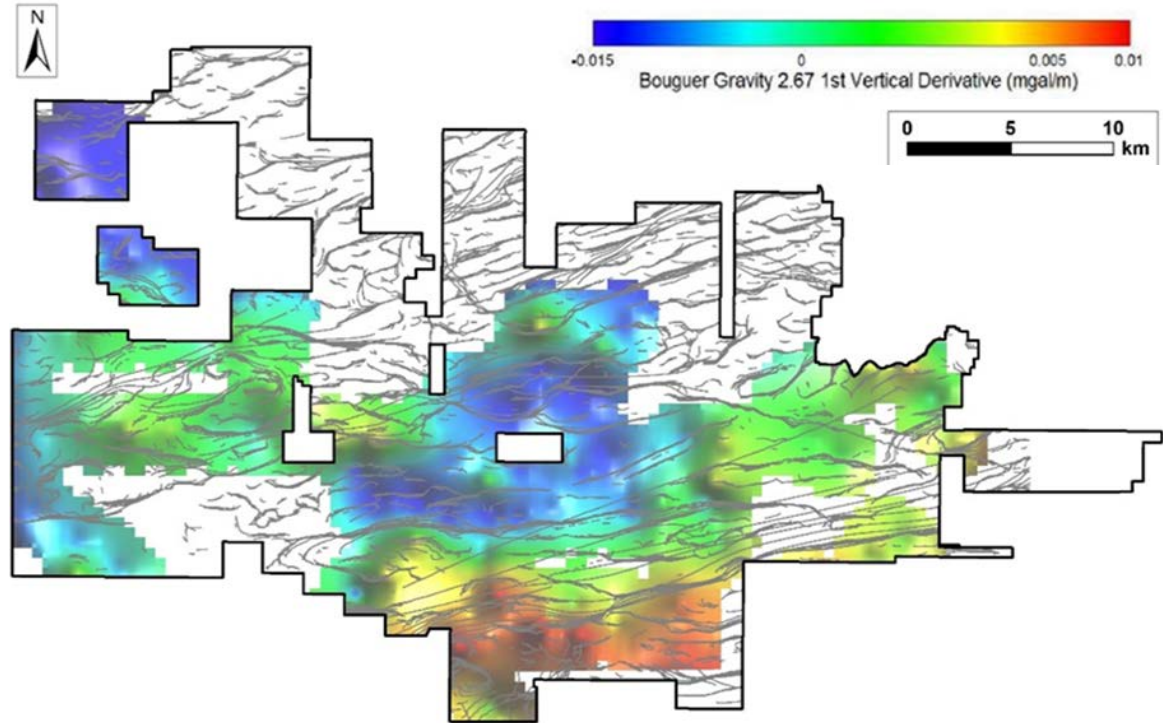 N
-0.015 0 0.005 0.01
Bouguer Gravity 2.67 1st Vertical Derivative (mgal/m)
0 5 10
km